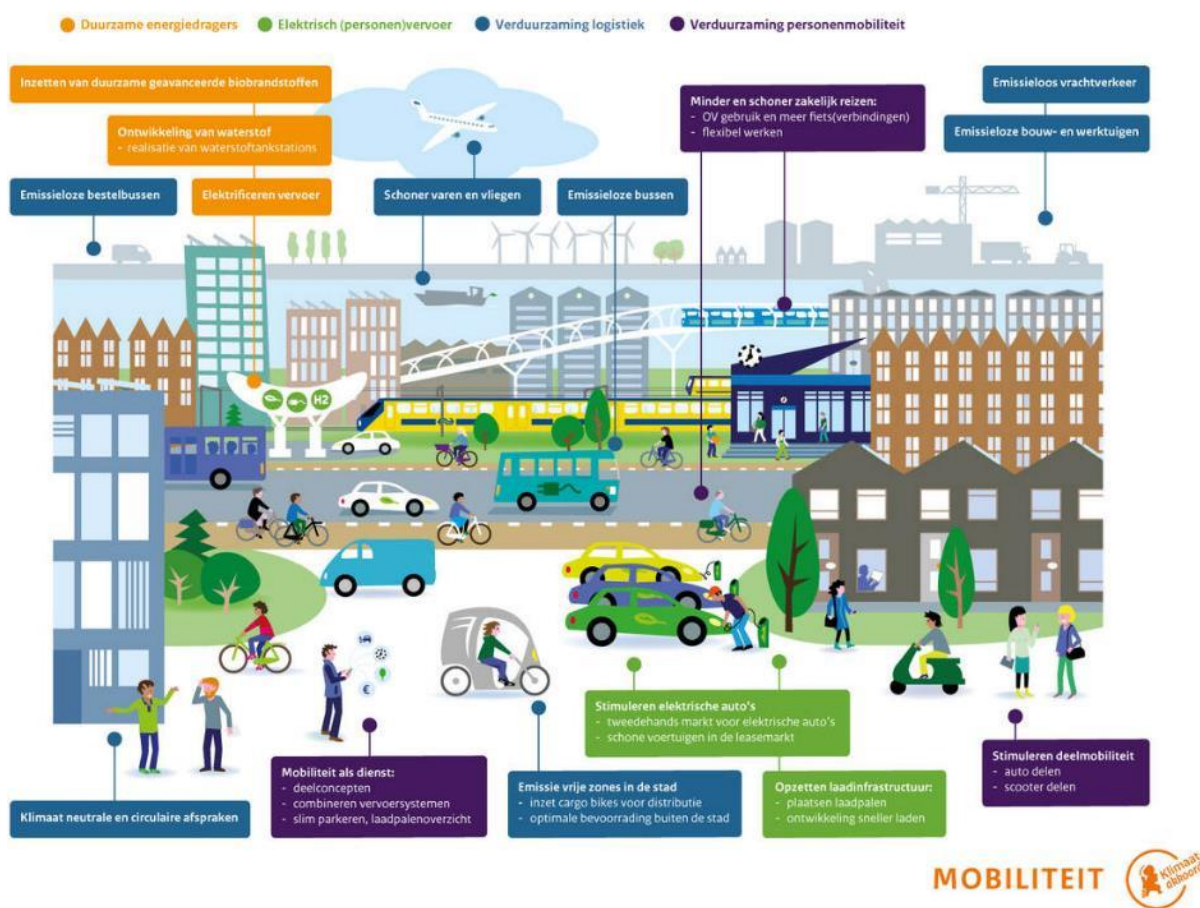 Duurzame energiedragers
Elektrisch (personen)vervoer
Verduurzaming logistiek
Verduurzaming personenmobiliteit
Inzetten van duurzame geavanceerde biobrandstoffen
Ontwikkeling van waterstof
- realisatie van waterstoftankstations
Emissieloze bestelbussen
Elektrificeren vervoer
Schoner varen en vliegen
Emissieloze bussen
Minder en schoner zakelijk reizen:
- OV gebruik en meer fiets(verbindingen)
- flexibel werken
Emissieloos vrachtverkeer
Emissieloze bouw- en werktuigen
H2
€
Stimuleren elektrische auto's
- tweedehands markt voor elektrische auto's
- schone voertuigen in de leasemarkt
Klimaat neutrale en circulaire afspraken
Mobiliteit als dienst:
- deelconcepten
- combineren vervoersystemen
- slim parkeren, laadpalenoverzicht
Emissie vrije zones in de stad
- inzet cargo bikes voor distributie
- optimale bevoorrading buiten de stad
Opzetten laadinfrastructuur:
- plaatsen laadpalen
- ontwikkeling sneller laden
Stimuleren deelmobiliteit
- auto delen
- scooter delen
MOBILITEIT
Klimaat
akkoord